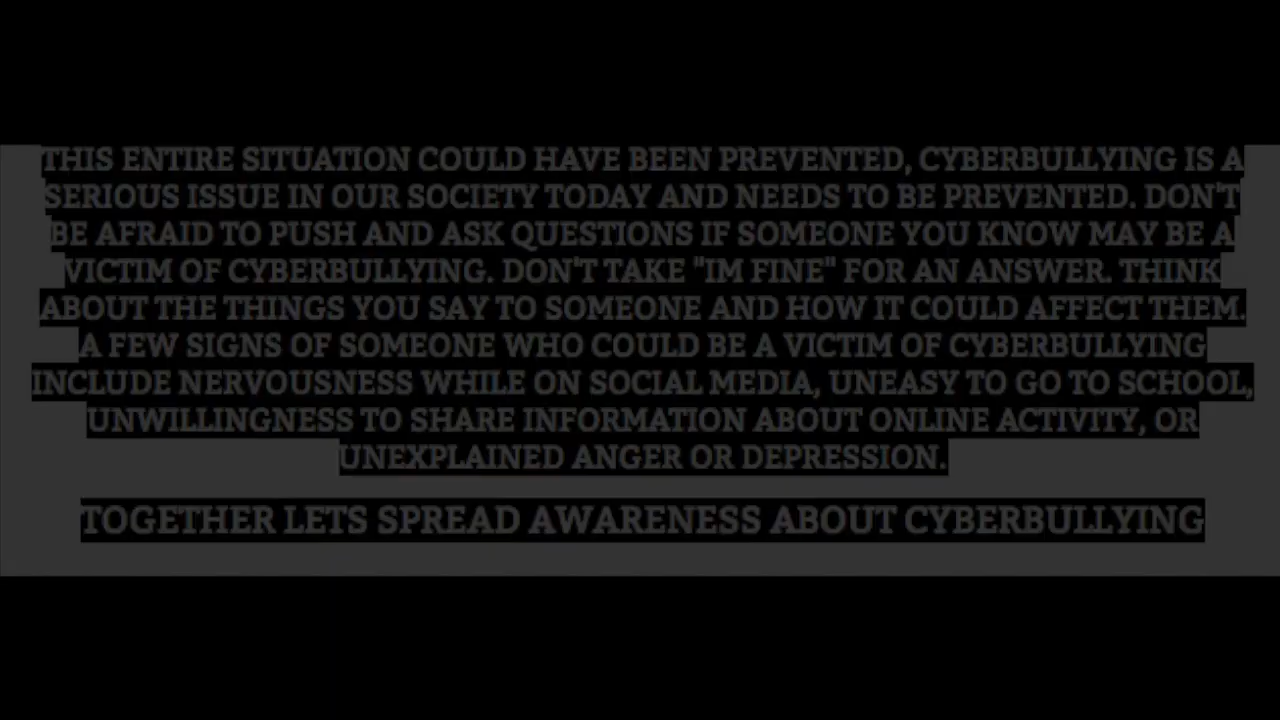 THIS ENTIRE SITUATION COULD HAVE BEEN PREVENTED, CYBERBULLYING IS A
SERIOUS ISSUE IN OUR SOCIETY TODAY AND NEEDS TO BE PREVENTED. DON'T
BE AFRAID TO PUSH AND ASK QUESTIONS IF SOMEONE YOU KNOW MAY BE A
VICTIM OF CYBERBULLYING. DON'T TAKE "IM FINE" FOR AN ANSWER. THINK
ABOUT THE THINGS YOU SAY TO SOMEONE AND HOW IT COULD AFFECT THEM.
A FEW SIGNS OF SOMEONE WHO COULD BE A VICTIM OF CYBERBULLYING
INCLUDE NERVOUSNESS WHILE ON SOCIAL MEDIA, UNEASY TO GO TO SCHOOL,
UNWILLINGNESS TO SHARE INFORMATION ABOUT ONLINE ACTIVITY, OR
UNEXPLAINED ANGER OR DEPRESSION.
TOGETHER LETS SPREAD AWARENESS ABOUT CYBERBULLYING